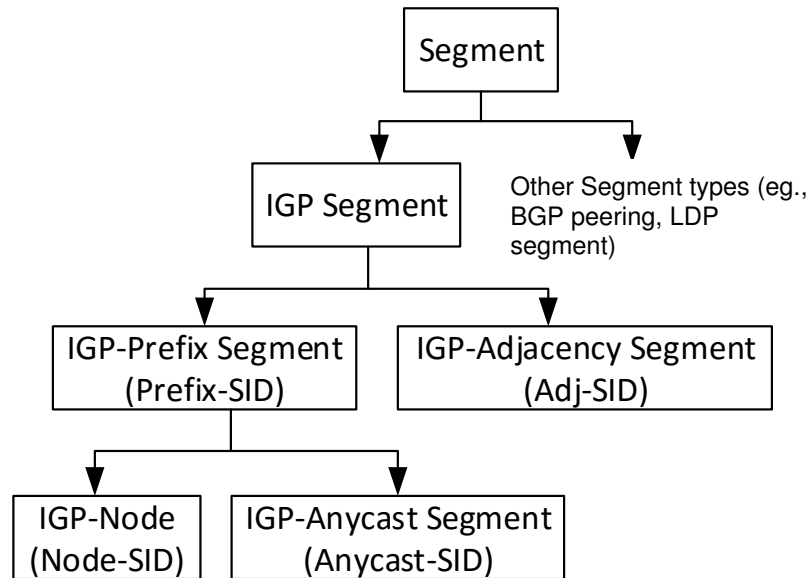 Segment
IGP Segment
Other Segment types (eg.,
BGP peering, LDP
segment)
IGP-Prefix Segment
(Prefix-SID)
IGP-Adjacency Segment
(Adj-SID)
IGP-Node
(Node-SID)
IGP-Anycast Segment
(Anycast-SID)